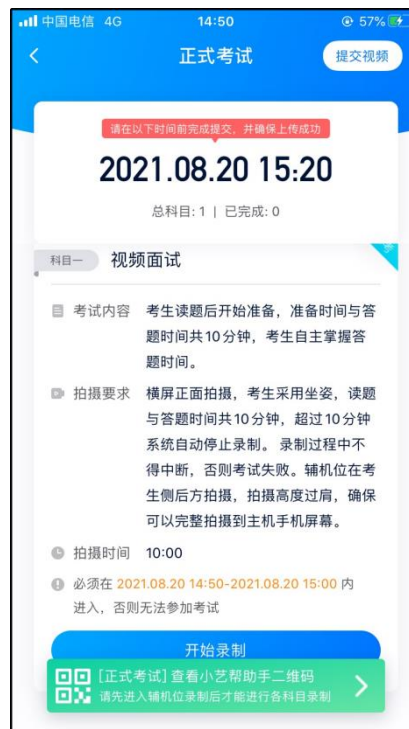 中国电信 4G 14:50 57%
正式考试 提交视频
请在以下时间前完成提交，并确保上传成功
2021.08.20 15:20
总科目: 1 | 已完成: 0
科目一 视频面试
考试内容 考生读题后开始准备，准备时间与答
题时间共10分钟，考生自主掌握答
题时间。
拍摄要求 横屏正面拍摄，考生采用坐姿，读题
与答题时间共10分钟，超过10分钟
系统自动停止录制。 录制过程中不
得中断，否则考试失败。辅机位在考
生侧后方拍摄，拍摄高度过肩，确保
可以完整拍摄到主机手机屏幕。
拍摄时间 10:00
必须在 2021.08.20 14:50-2021.08.20 15:00 内
进入，否则无法参加考试
开始录制
[正式考试] 查看小艺帮助手二维码
请先进入辅机位录制后才能进行各科目录制